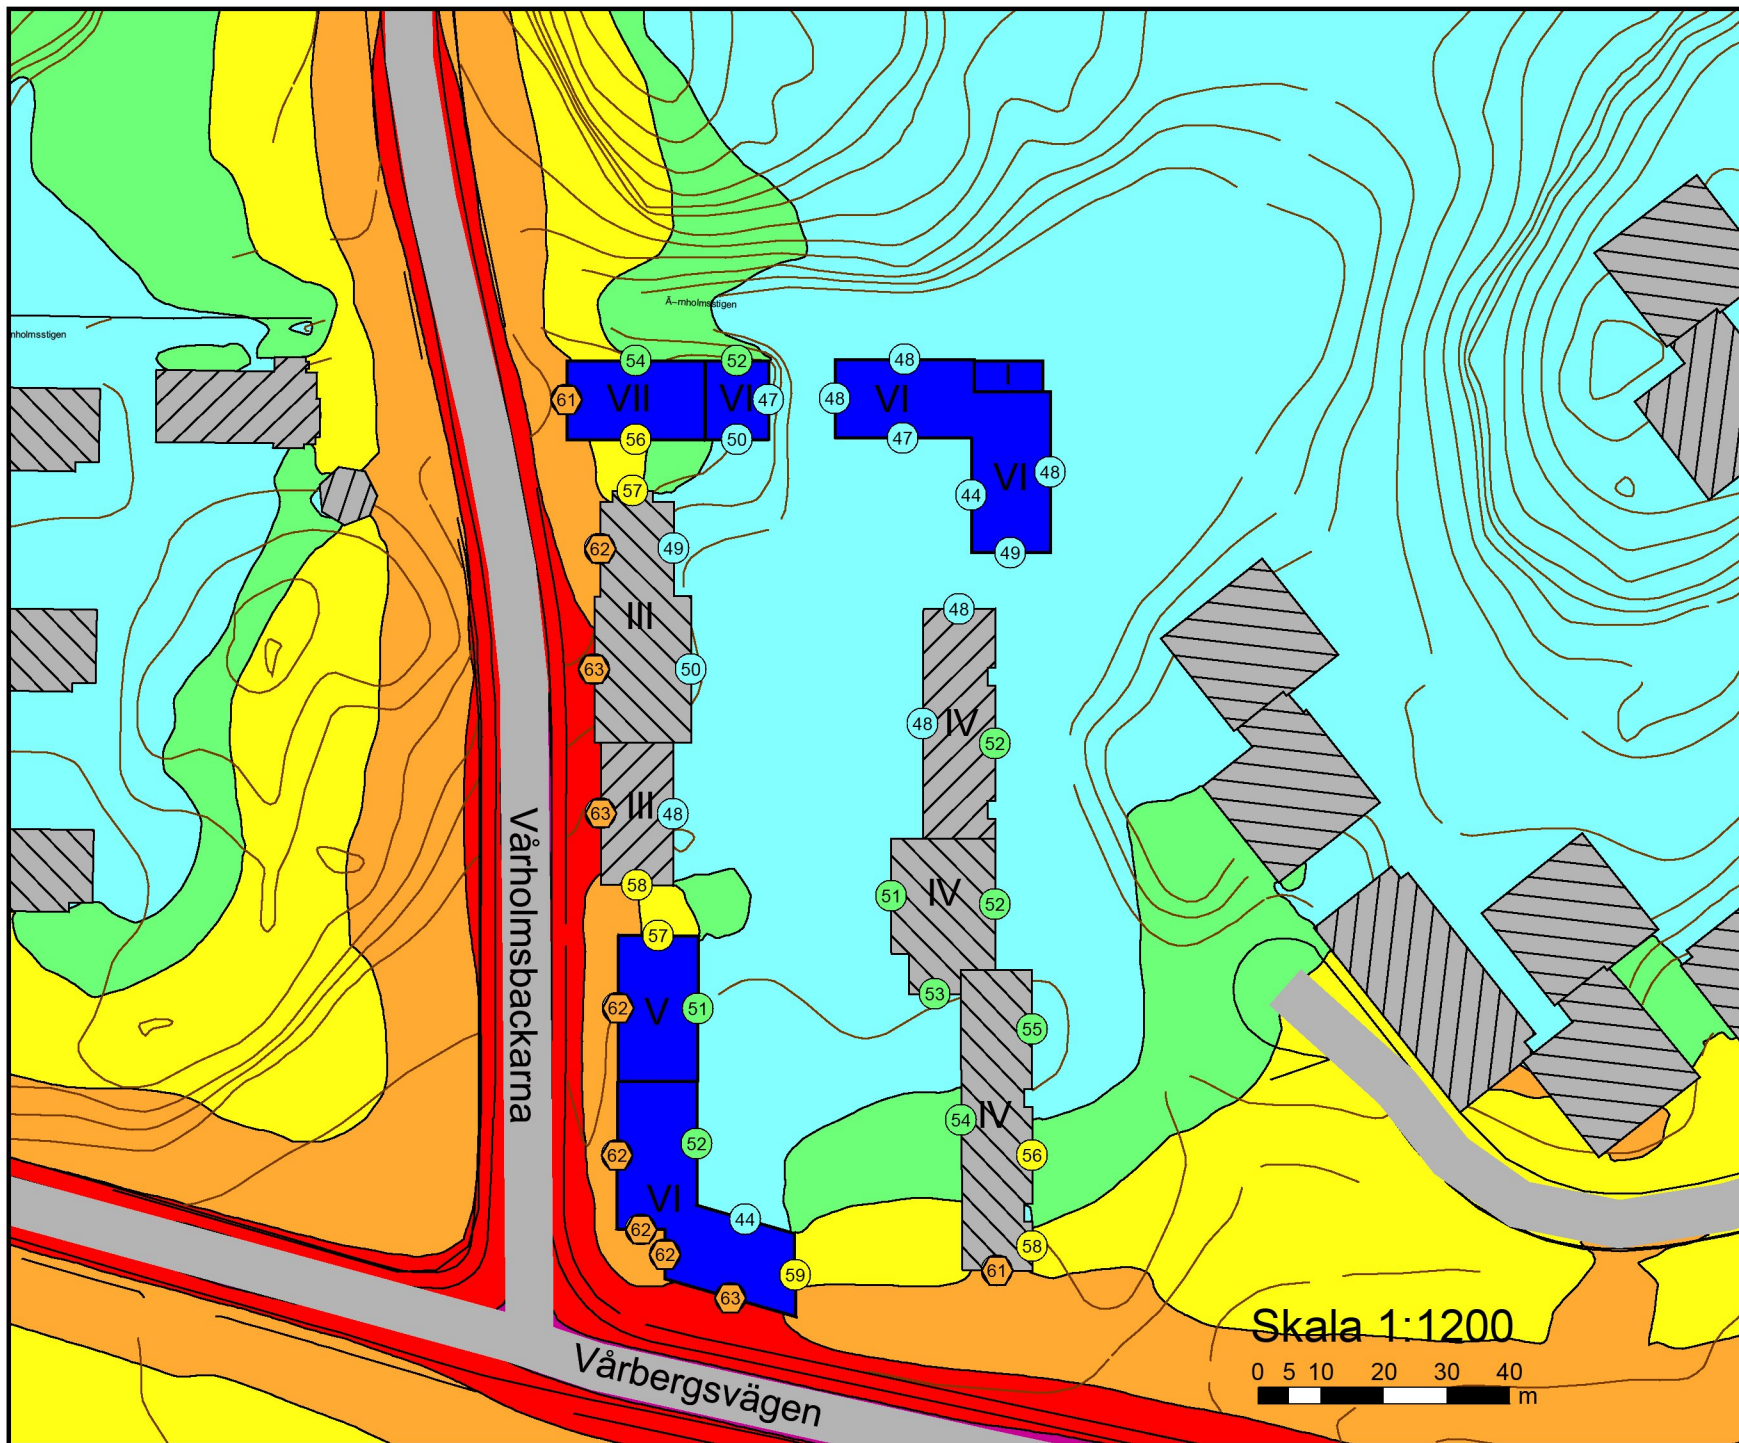 Ã–rnholmsstigen
nholmsstigen
54
52
48
61
VII
VI
47
48
VI
I
56
50
47
57
44
VI
48
62
49
49
III
48
63
50
48
IV
52
63
III
48
58
51
IV
52
57
53
62
V
51
55
Vårholmsbackarna
54
IV
62
52
56
VI
44
62
62
59
58
63
61
Skala 1:1200
0 5 10 20 30 40
m
Vårbergsvägen